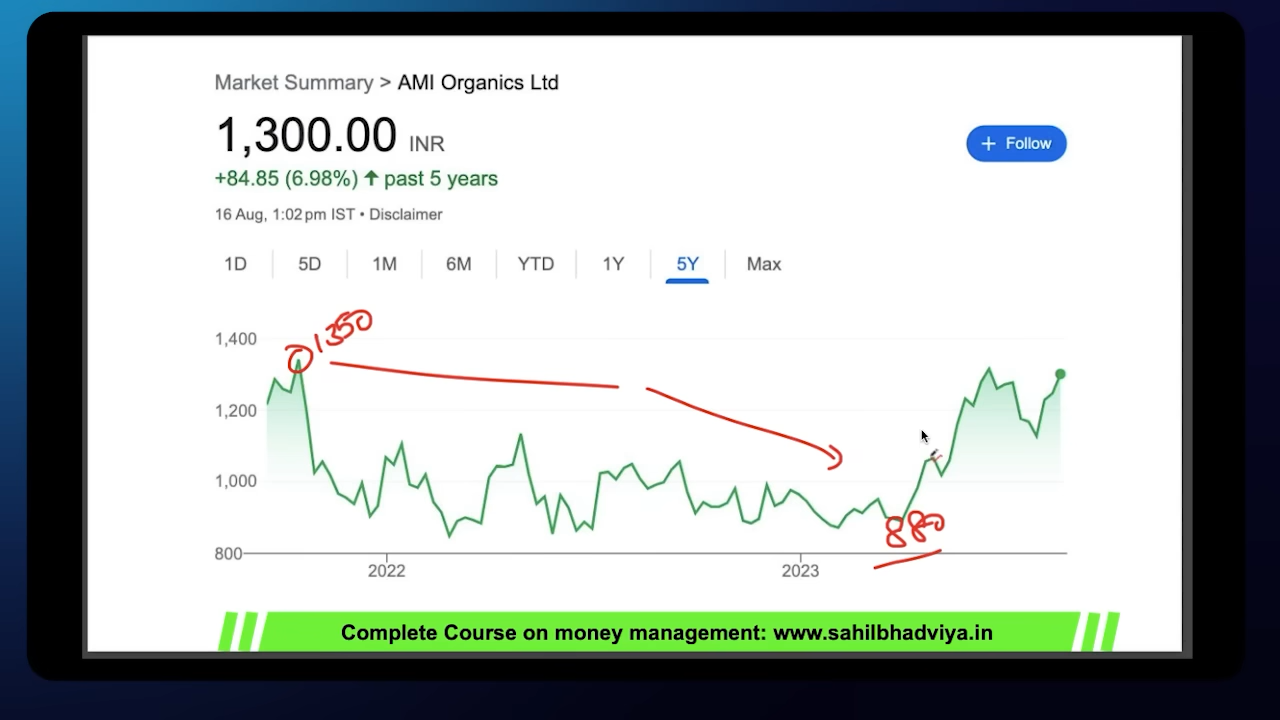 Market Summary > AMI Organics Ltd
1,300.00 INR
+ Follow
+84.85 (6.98%) ↑ past 5 years
16 Aug, 1:02 pm IST • Disclaimer
1D 5D 1M 6M YTD 1Y 5Y Max
1350
1,400
1,200
1,000
880
800
2022 2023
Complete Course on money management: www.sahilbhadviya.in